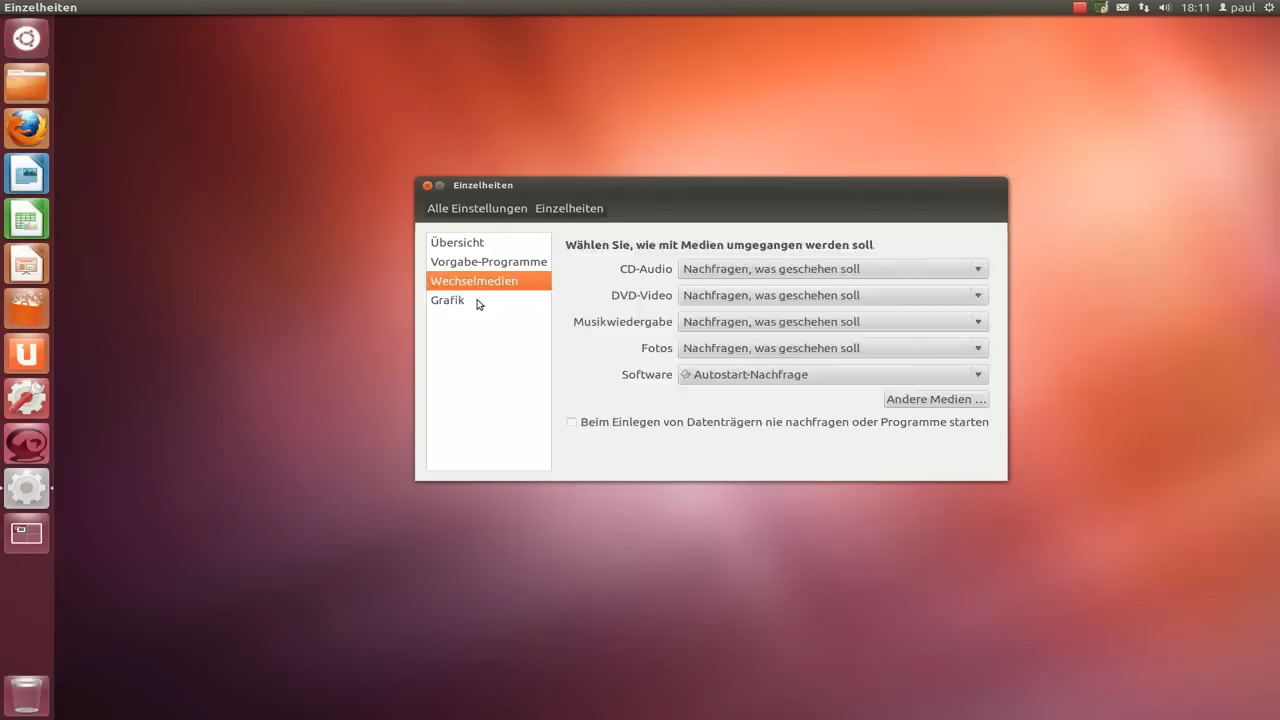 Einzelheiten
18:11 paul
Einzelheiten
Alle Einstellungen Einzelheiten
Übersicht
Vorgabe-Programme
Wechselmedien
Grafik
Wählen Sie, wie mit Medien umgegangen werden soll
CD-Audio Nachfragen, was geschehen soll
DVD-Video Nachfragen, was geschehen soll
Musikwiedergabe Nachfragen, was geschehen soll
Fotos Nachfragen, was geschehen soll
Software Autostart-Nachfrage
Andere Medien ...
Beim Einlegen von Datenträgern nie nachfragen oder Programme starten